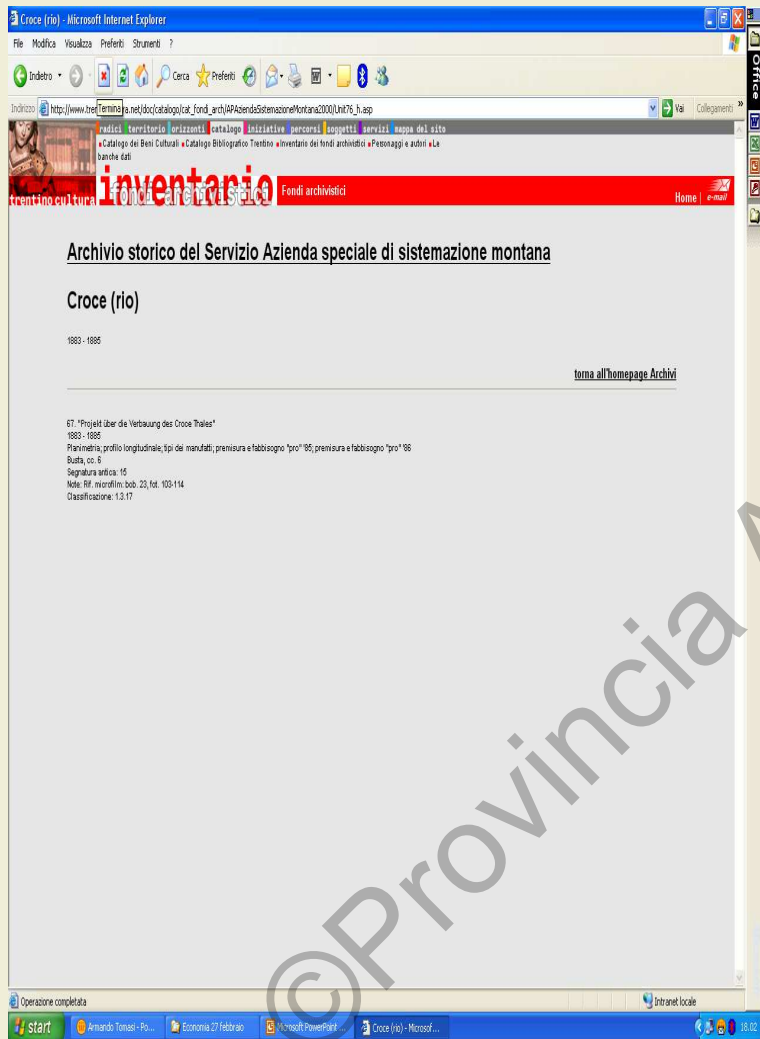 Croce (rio) - Microsoft Internet Explorer
File Modifica Visualizza Preferiti Strumenti ?
Indietro Cerca Preferiti
Indirizzo http://www.tren Termina ra.net/doc/catalogo/cat_fondi_arch/APAziendaSistemazioneMontana2000/Unit76_h.asp Vai Collegamenti »
Office
radici territorio orizzonti catalogo iniziative percorsi soggetti servizi mappa del sito
Catalogo dei Beni Culturali Catalogo Bibliografico Trentino Inventario dei fondi archivistici Personaggi e autori Le
banche dati
trentino cultura
inventario
fondi archivistici
Fondi archivistici
Home | e-mail
Archivio storico del Servizio Azienda speciale di sistemazione montana
Croce (rio)
1883 - 1885
torna all'homepage Archivi
67. "Projekt über die Verbauung des Croce Thales"
1883 - 1885
Planimetria; profilo longitudinale; tipi dei manufatti; premisura e fabbisogno "pro" '85; premisura e fabbisogno "pro" '86
Busta, cc. 6
Segnatura antica: 15
Note: Rif. microfilm: bob. 23, fot. 103-114
Classificazione: 1.3.17
©Provincia
Operazione completata
Intranet locale
start
Armando Tomasi - Po...
Economia 27 febbraio
Microsoft PowerPoint ...
Croce (rio) - Microsof...
18.02